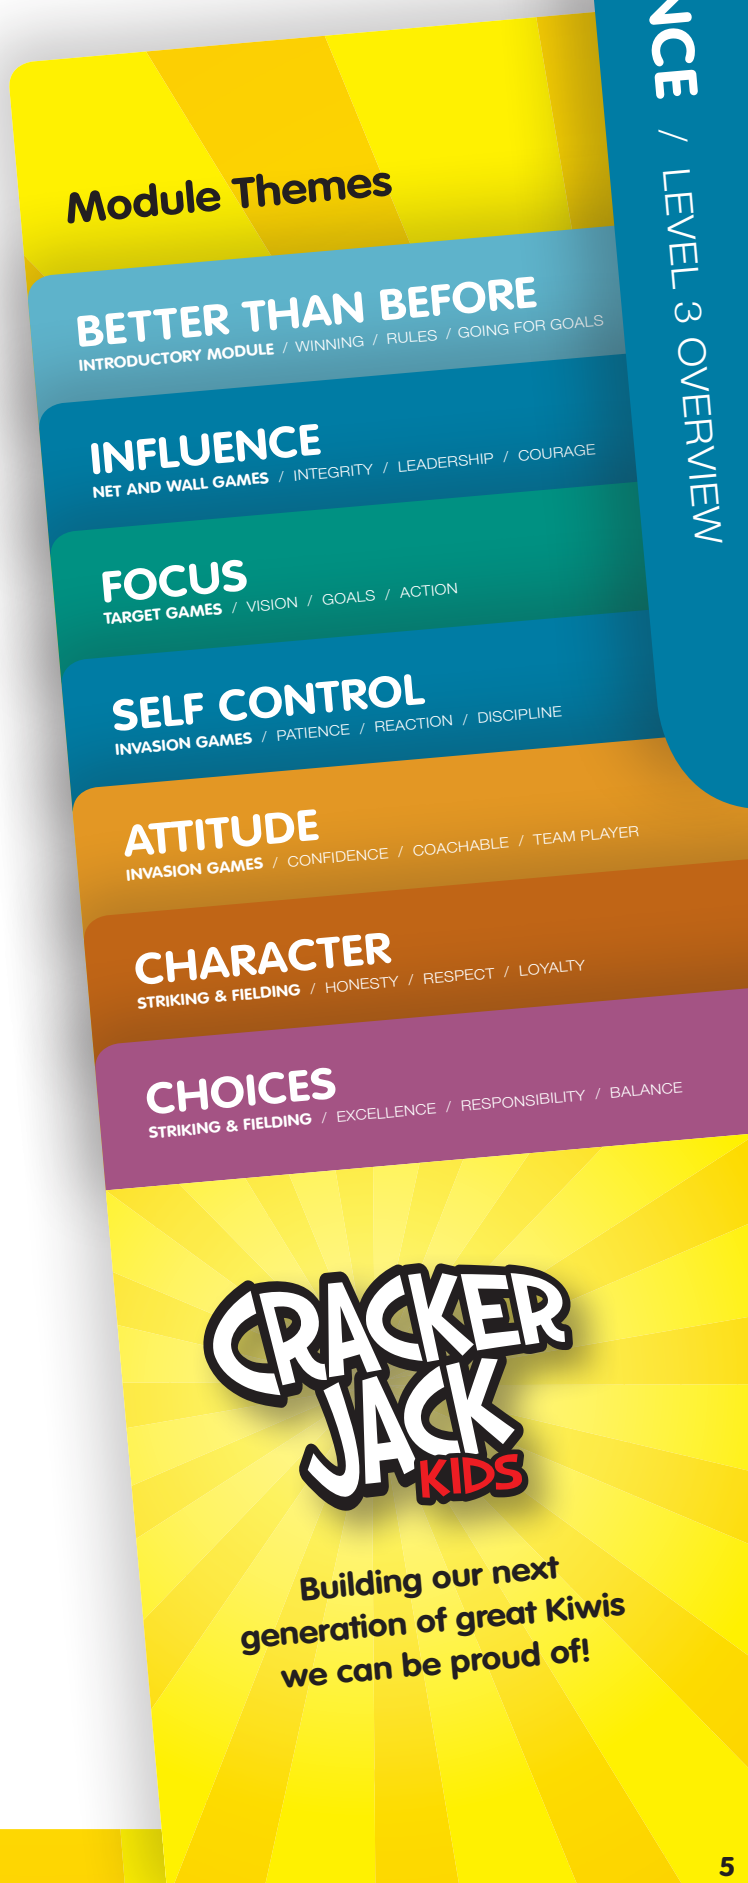 Module Themes
BETTER THAN BEFORE
INTRODUCTORY MODULE / WINNING / RULES / GOING FOR GOALS
INFLUENCE
NET AND WALL GAMES / INTEGRITY / LEADERSHIP / COURAGE
FOCUS
TARGET GAMES / VISION / GOALS / ACTION
SELF CONTROL
INVASION GAMES / PATIENCE / REACTION / DISCIPLINE
ATTITUDE
INVASION GAMES / CONFIDENCE / COACHABLE / TEAM PLAYER
CHARACTER
STRIKING & FIELDING / HONESTY / RESPECT / LOYALTY
CHOICES
STRIKING & FIELDING / EXCELLENCE / RESPONSIBILITY / BALANCE
/ LEVEL 3 OVERVIEW
CRACKER
JACK
KIDS
Building our next
generation of great Kiwis
we can be proud of!
5